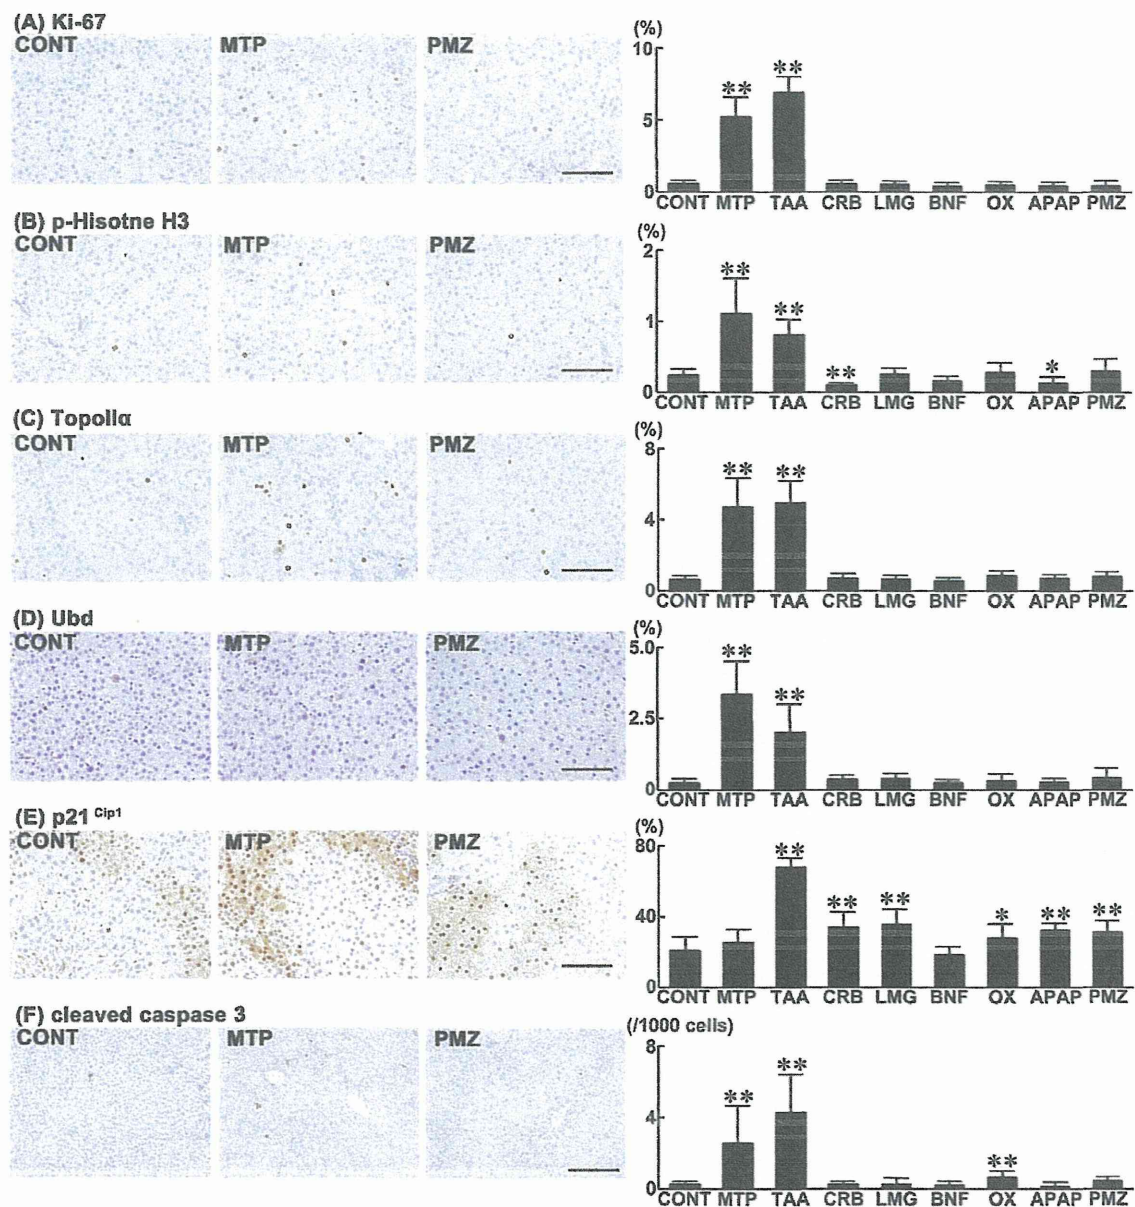 (A) Ki-67
CONT MTP PMZ
(%)
10
5
0
** **
CONT MTP TAA CRB LMG BNF OX APAP PMZ
(B) p-Hisotne H3
CONT MTP PMZ
(%)
2
1
0
** ** ** *
CONT MTP TAA CRB LMG BNF OX APAP PMZ
(C) TopoIIα
CONT MTP PMZ
(%)
8
4
0
** **
CONT MTP TAA CRB LMG BNF OX APAP PMZ
(D) Ubd
CONT MTP PMZ
(%)
5.0
2.5
0
** **
CONT MTP TAA CRB LMG BNF OX APAP PMZ
(E) p21 Cip1
CONT MTP PMZ
(%)
80
40
0
** ** ** * ** **
CONT MTP TAA CRB LMG BNF OX APAP PMZ
(F) cleaved caspase 3
CONT MTP PMZ
(/1000 cells)
8
4
0
** ** **
CONT MTP TAA CRB LMG BNF OX APAP PMZ